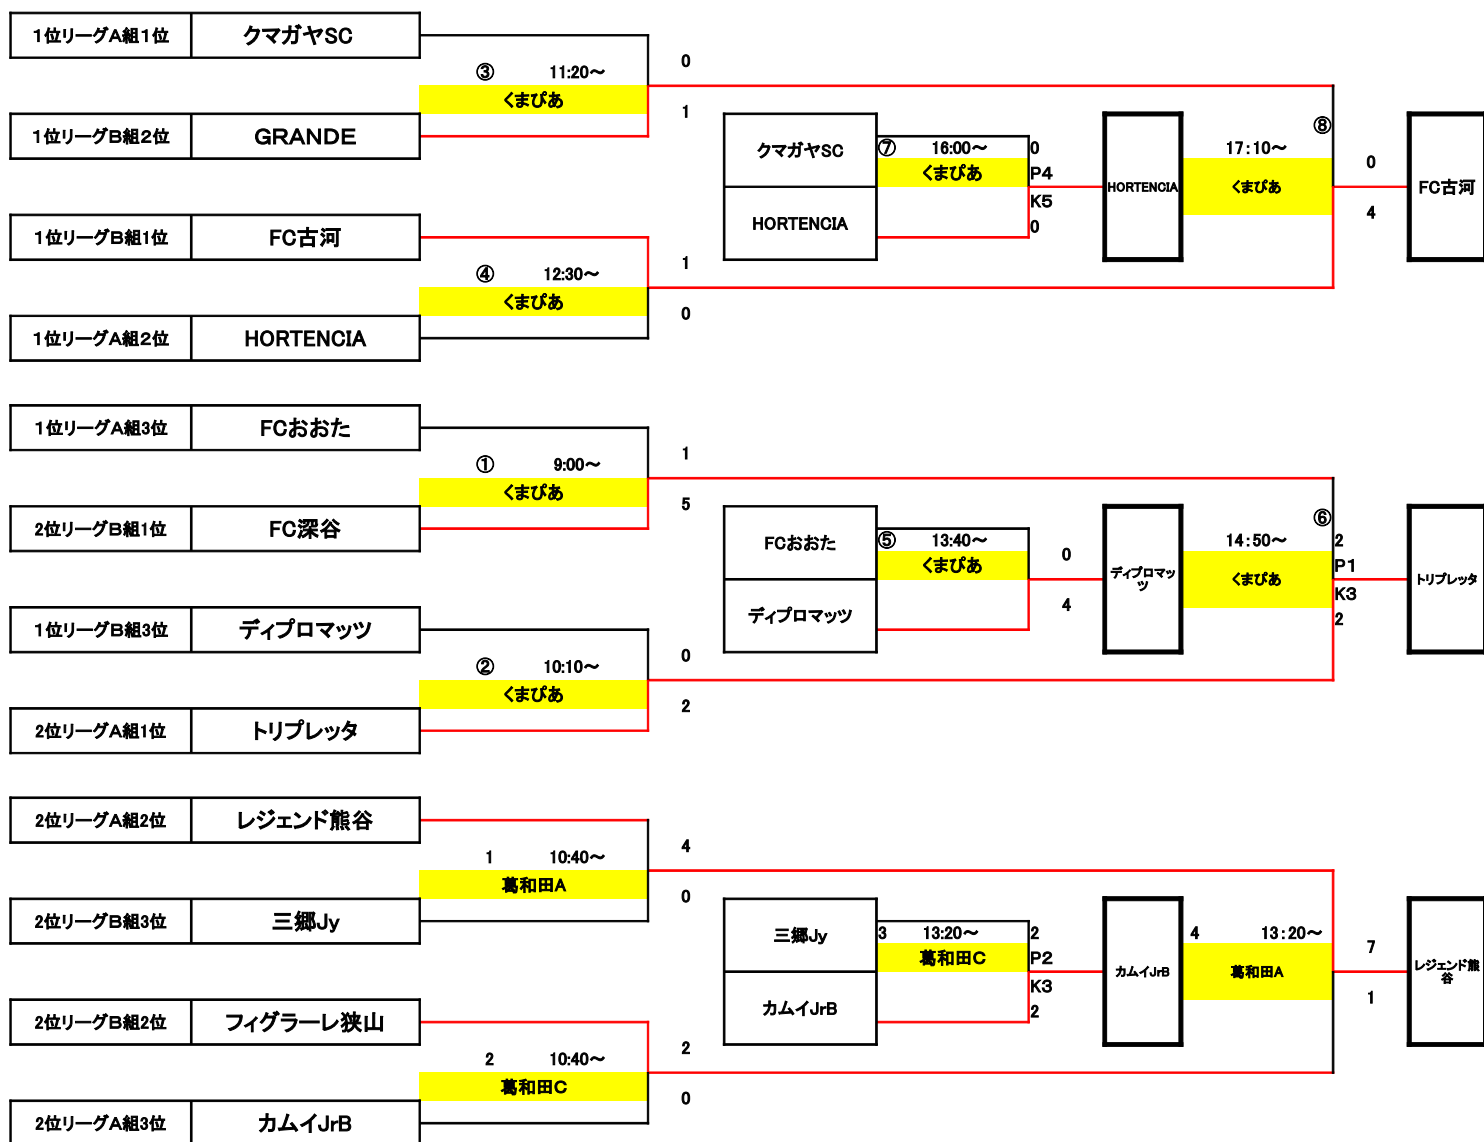 1位リーグA組1位 クマガヤSC
③ 11:20～ 0
くまぴあ
1位リーグB組2位 GRANDE 1
クマガヤSC ⑦ 16:00～ 0
くまぴあ P4
HORTENCIA K5
0
HORTENCIA
⑧
17:10～ 0
くまぴあ
4
FC古河
1位リーグB組1位 FC古河
④ 12:30～ 1
くまぴあ
0
1位リーグA組2位 HORTENCIA
1位リーグA組3位 FCおおた
① 9:00～ 1
くまぴあ
5
2位リーグB組1位 FC深谷
FCおおた ⑤ 13:40～ 0
くまぴあ
ディプロマッツ 4
ディプロマッ
ツ
⑥
14:50～ 2
くまぴあ P1
K3
2
トリプレッタ
1位リーグB組3位 ディプロマッツ
② 10:10～ 0
くまぴあ
2
2位リーグA組1位 トリプレッタ
2位リーグA組2位 レジェンド熊谷
1 10:40～ 4
葛和田A
0
2位リーグB組3位 三郷Jy
三郷Jy 3 13:20～ 2
葛和田C P2
カムイJrB K3
2
カムイJrB
4 13:20～ 7
葛和田A
1
レジェンド熊
谷
2位リーグB組2位 フィグラーレ狭山
2 10:40～ 2
葛和田C
0
2位リーグA組3位 カムイJrB